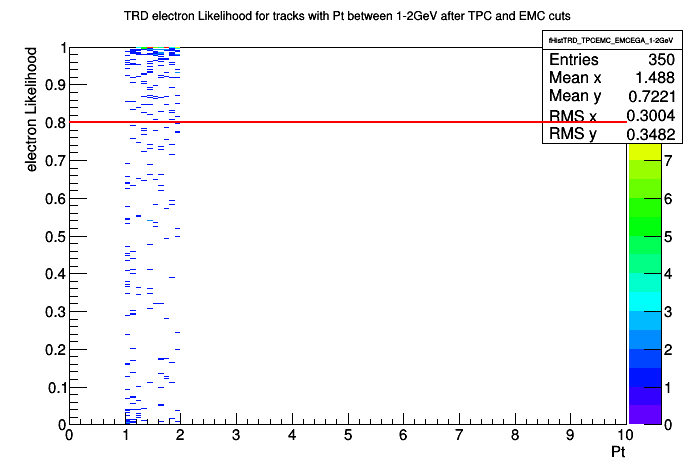 TRD electron Likelihood for tracks with Pt between 1-2GeV after TPC and EMC cuts
fHistTRD_TPCEMC_EMCEGA_1-2GeV
Entries 350
Mean x 1.488
Mean y 0.7221
RMS x 0.3004
RMS y 0.3482
electron Likelihood
1
0.9
0.8
0.7
0.6
0.5
0.4
0.3
0.2
0.1
0
0 1 2 3 4 5 6 7 8 9 10
Pt
7
6
5
4
3
2
1
0